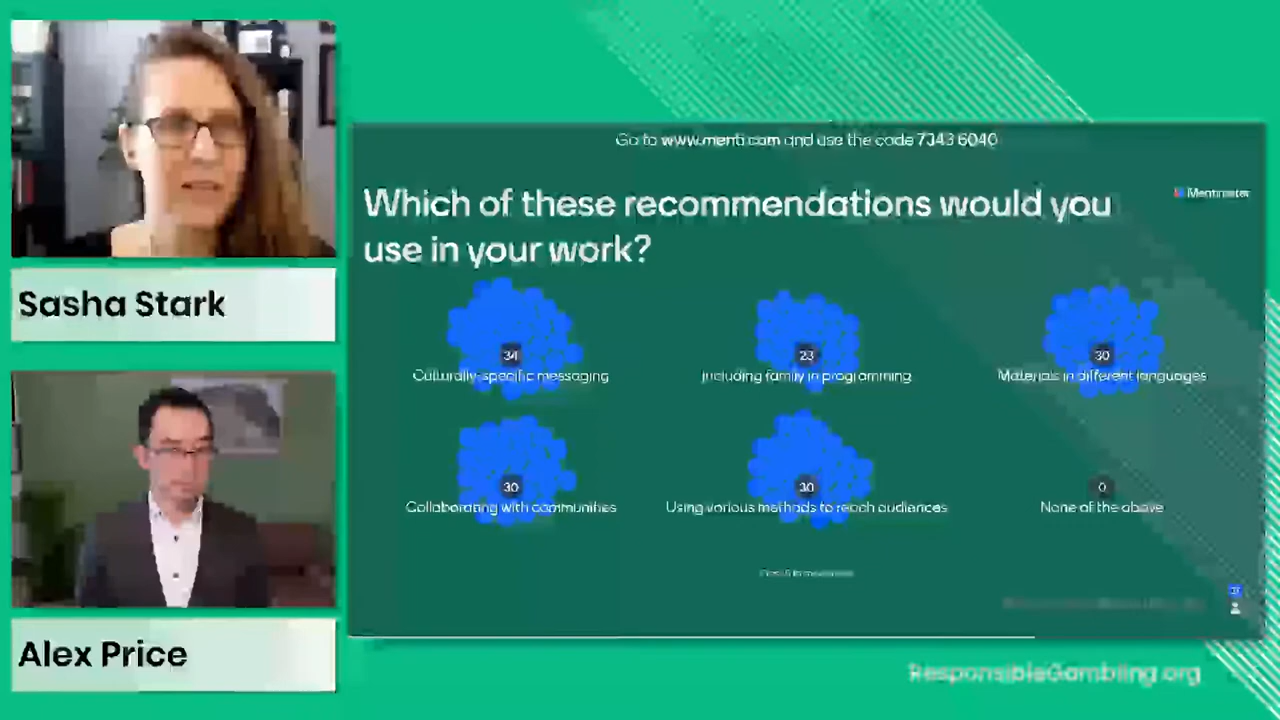 Sasha Stark
Alex Price
Go to www.menti.com and use the code 7343 6040
Mentimeter
Which of these recommendations would you
use in your work?
34
23
30
Culturally-specific messaging
Including family in programming
Materials in different languages
30
30
0
Collaborating with communities
Using various methods to reach audiences
None of the above
ResponsibleGambling.org